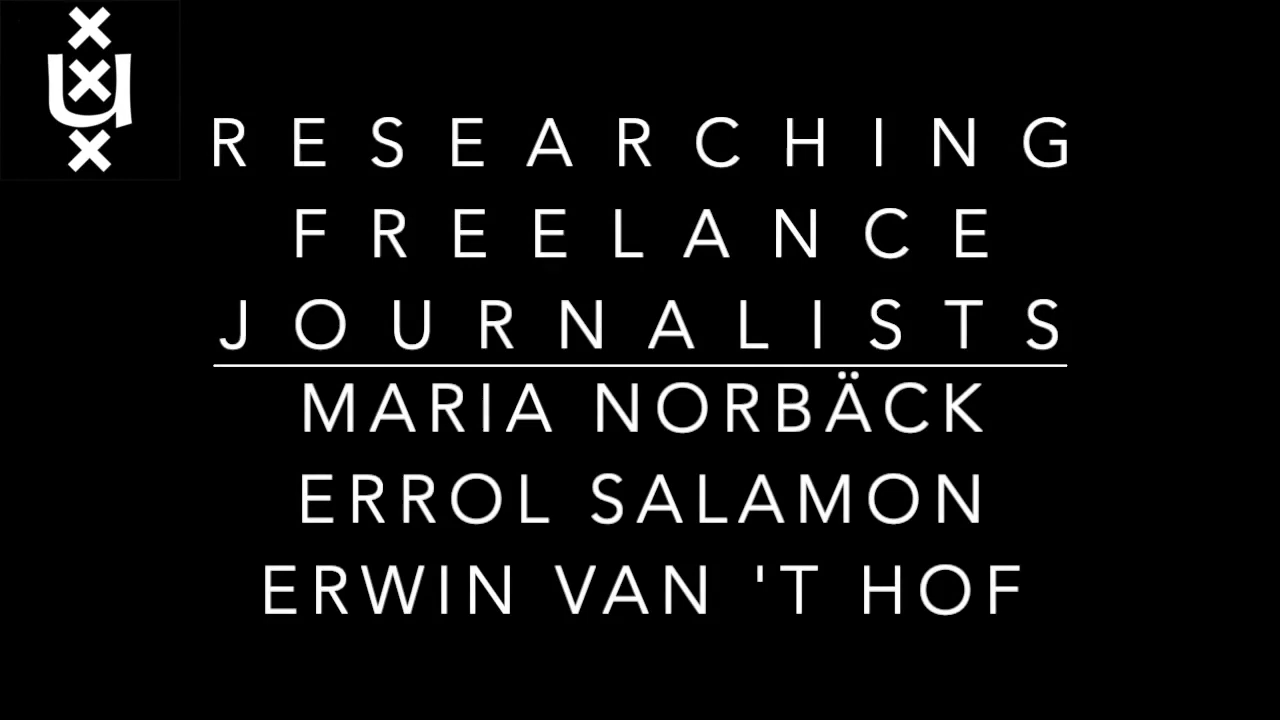 RESEARCHING
FREELANCE
JOURNALISTS
MARIA NORBÄCK
ERROL SALAMON
ERWIN VAN 'T HOF